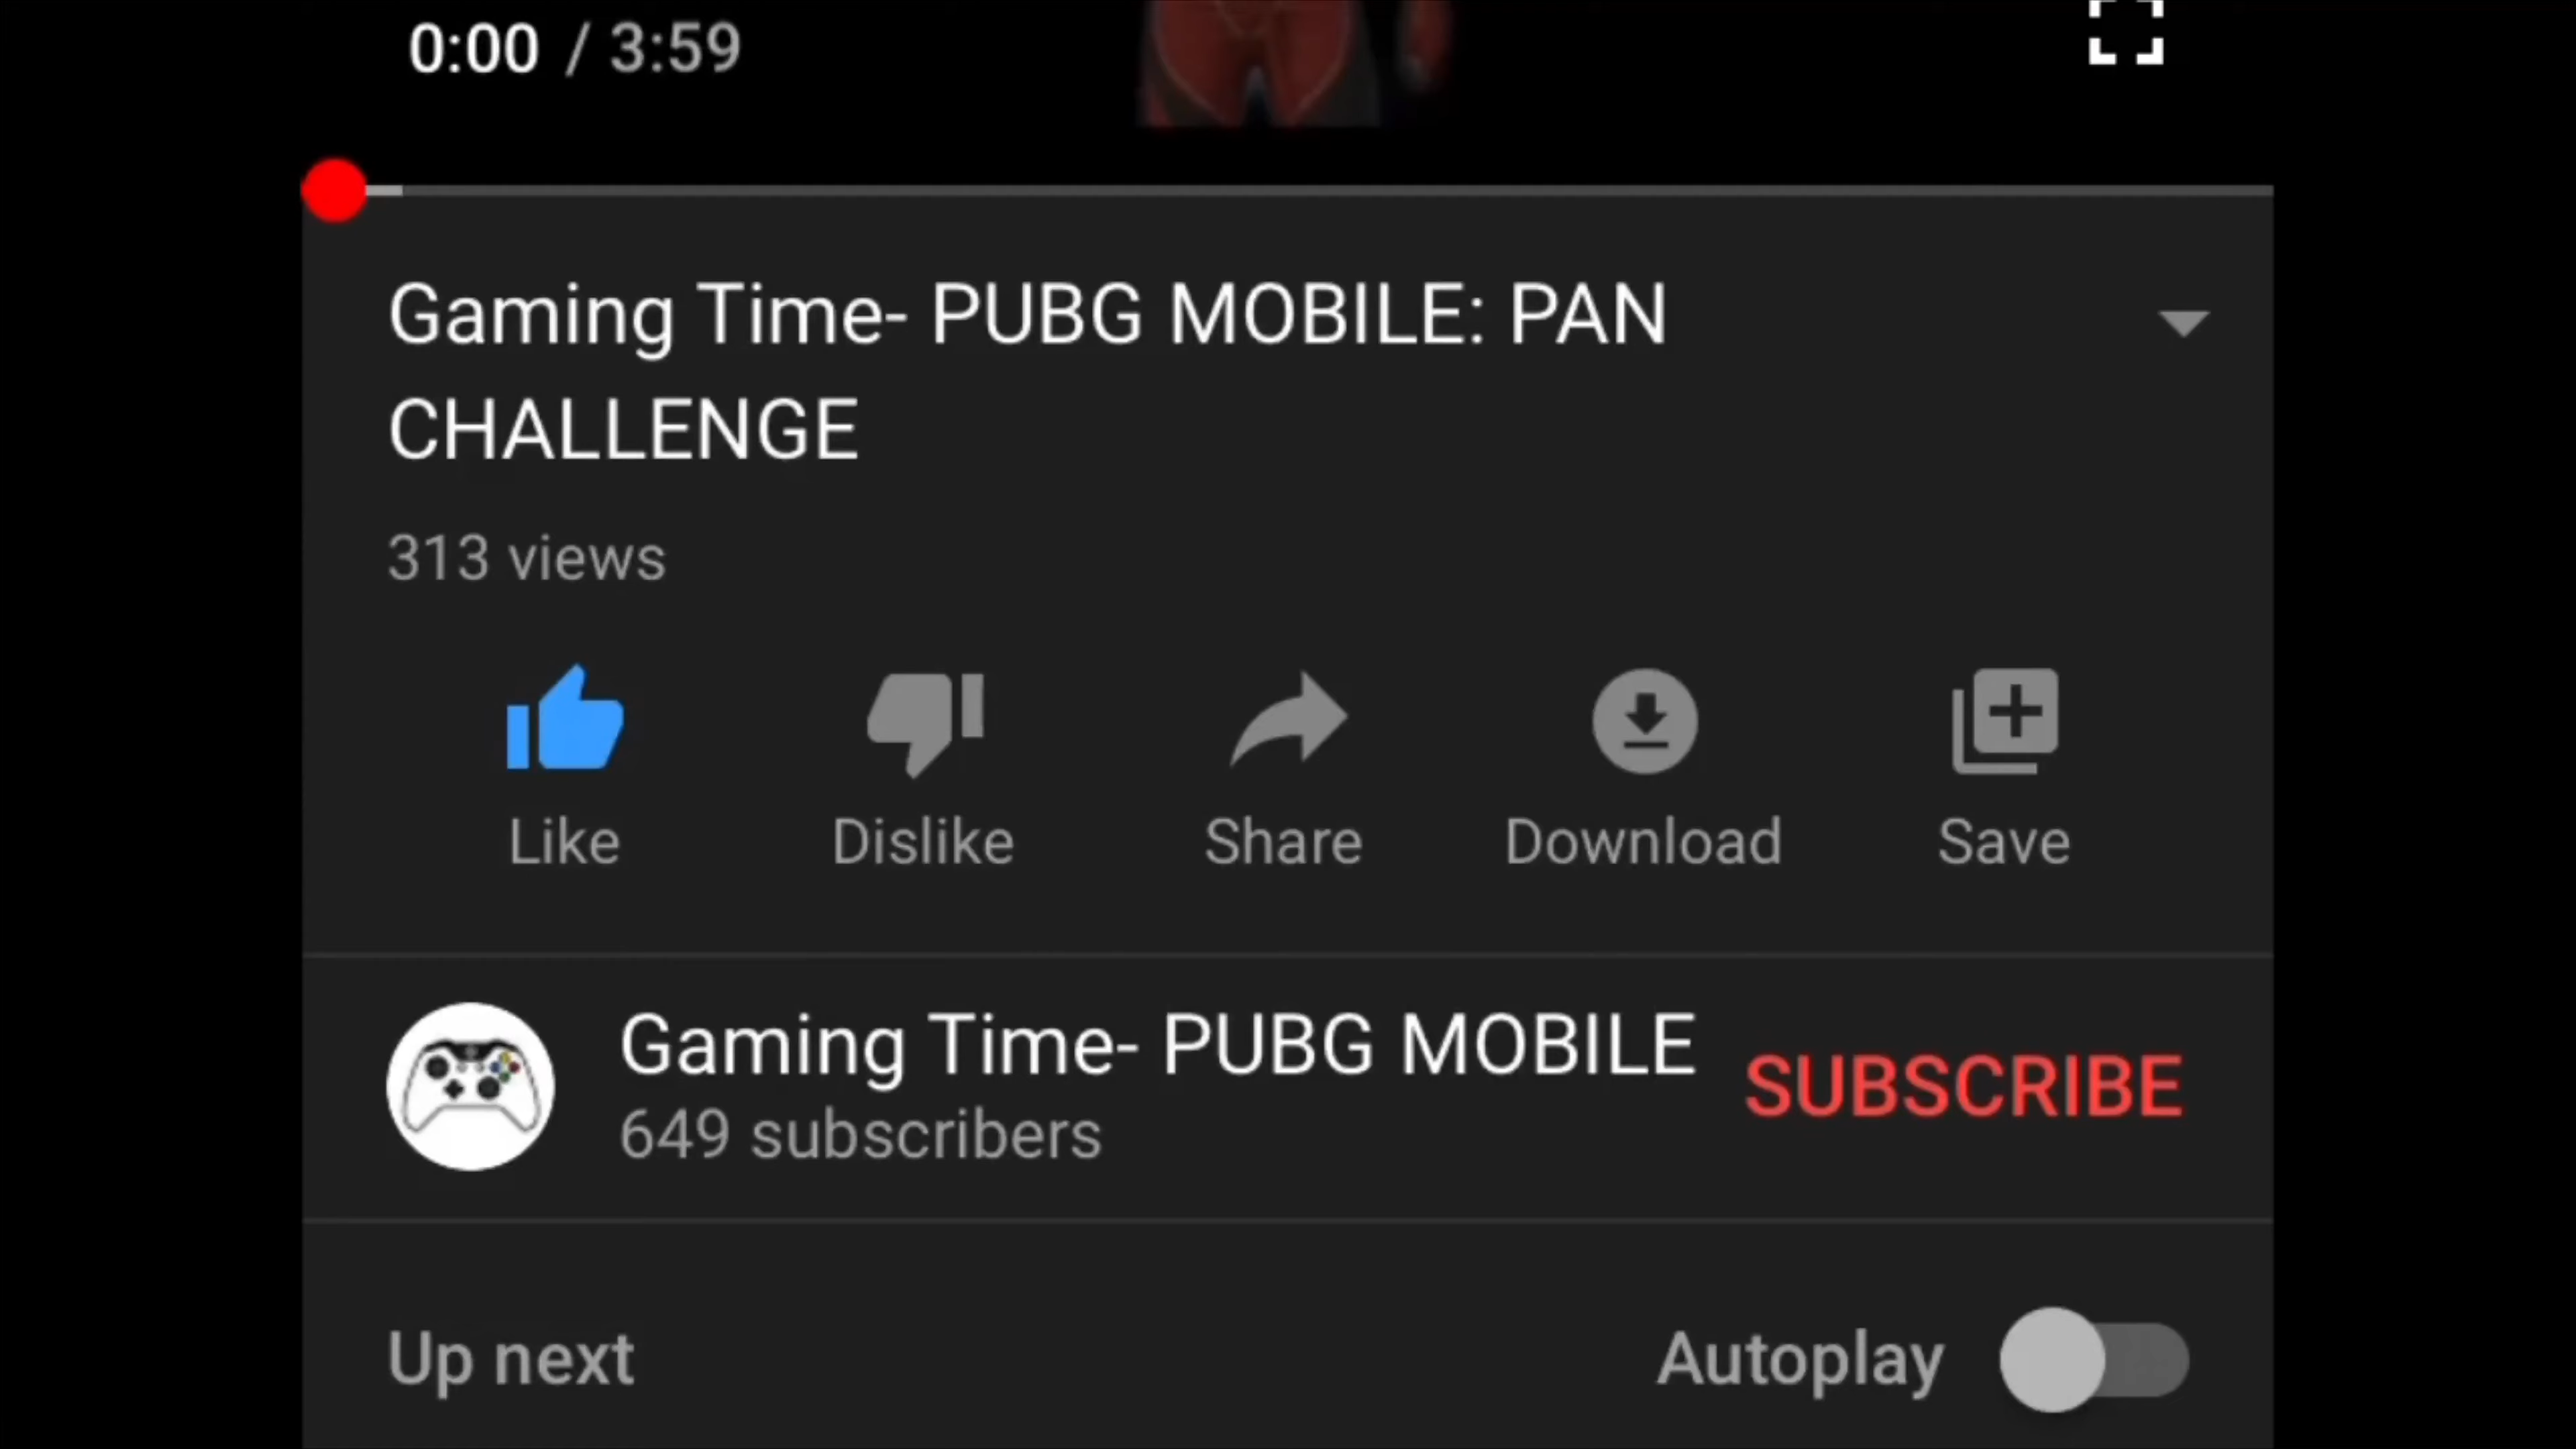 0:00 / 3:59
Gaming Time- PUBG MOBILE: PAN
CHALLENGE
313 views
Like Dislike Share Download Save
Gaming Time- PUBG MOBILE
649 subscribers
SUBSCRIBE
Up next Autoplay